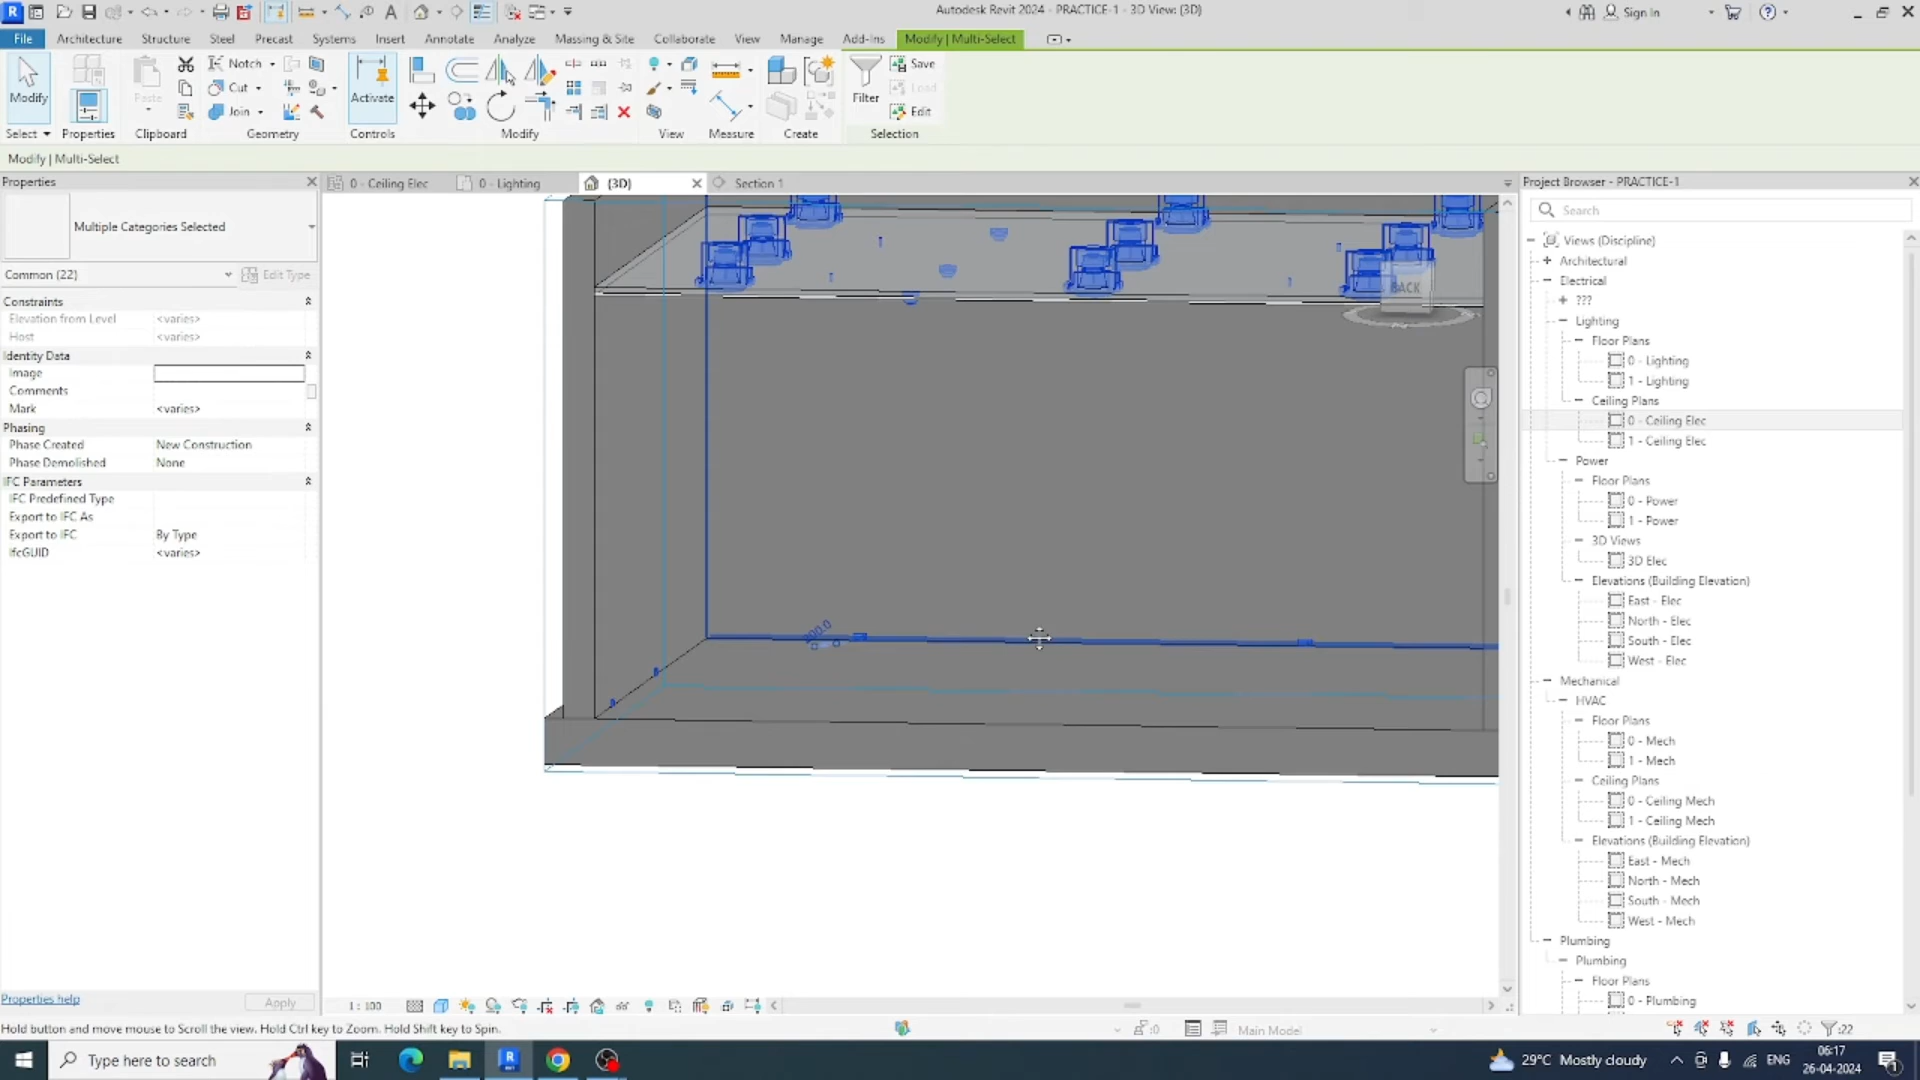 Autodesk Revit 2024 - PRACTICE-1 - 3D View: {3D}
Sign In
File
Architecture
Structure
Steel
Precast
Systems
Insert
Annotate
Analyze
Massing & Site
Collaborate
View
Manage
Add-Ins
Modify | Multi-Select
Modify
Paste
Notch
Cut
Join
Activate
Filter
Save
Load
Edit
Select
Properties
Clipboard
Geometry
Controls
Modify
View
Measure
Create
Selection
Modify | Multi-Select
Properties
0 - Ceiling Elec
0 - Lighting
{3D}
Section 1
Project Browser - PRACTICE-1
Multiple Categories Selected
Common (22)
Edit Type
Constraints
Elevation from Level <varies>
Host <varies>
Identity Data
Image
Comments
Mark <varies>
Phasing
Phase Created New Construction
Phase Demolished None
IFC Parameters
IFC Predefined Type
Export to IFC As
Export to IFC By Type
IfcGUID <varies>
Properties help
Apply
BACK
1 : 100
Search
Views (Discipline)
Architectural
Electrical
???
Lighting
Floor Plans
0 - Lighting
1 - Lighting
Ceiling Plans
0 - Ceiling Elec
1 - Ceiling Elec
Power
Floor Plans
0 - Power
1 - Power
3D Views
3D Elec
Elevations (Building Elevation)
East - Elec
North - Elec
South - Elec
West - Elec
Mechanical
HVAC
Floor Plans
0 - Mech
1 - Mech
Ceiling Plans
0 - Ceiling Mech
1 - Ceiling Mech
Elevations (Building Elevation)
East - Mech
North - Mech
South - Mech
West - Mech
Plumbing
Plumbing
Floor Plans
0 - Plumbing
Hold button and move mouse to Scroll the view. Hold Ctrl key to Zoom. Hold Shift key to Spin.
:0
Main Model
:22
Type here to search
29°C Mostly cloudy
ENG
06:17
26-04-2024